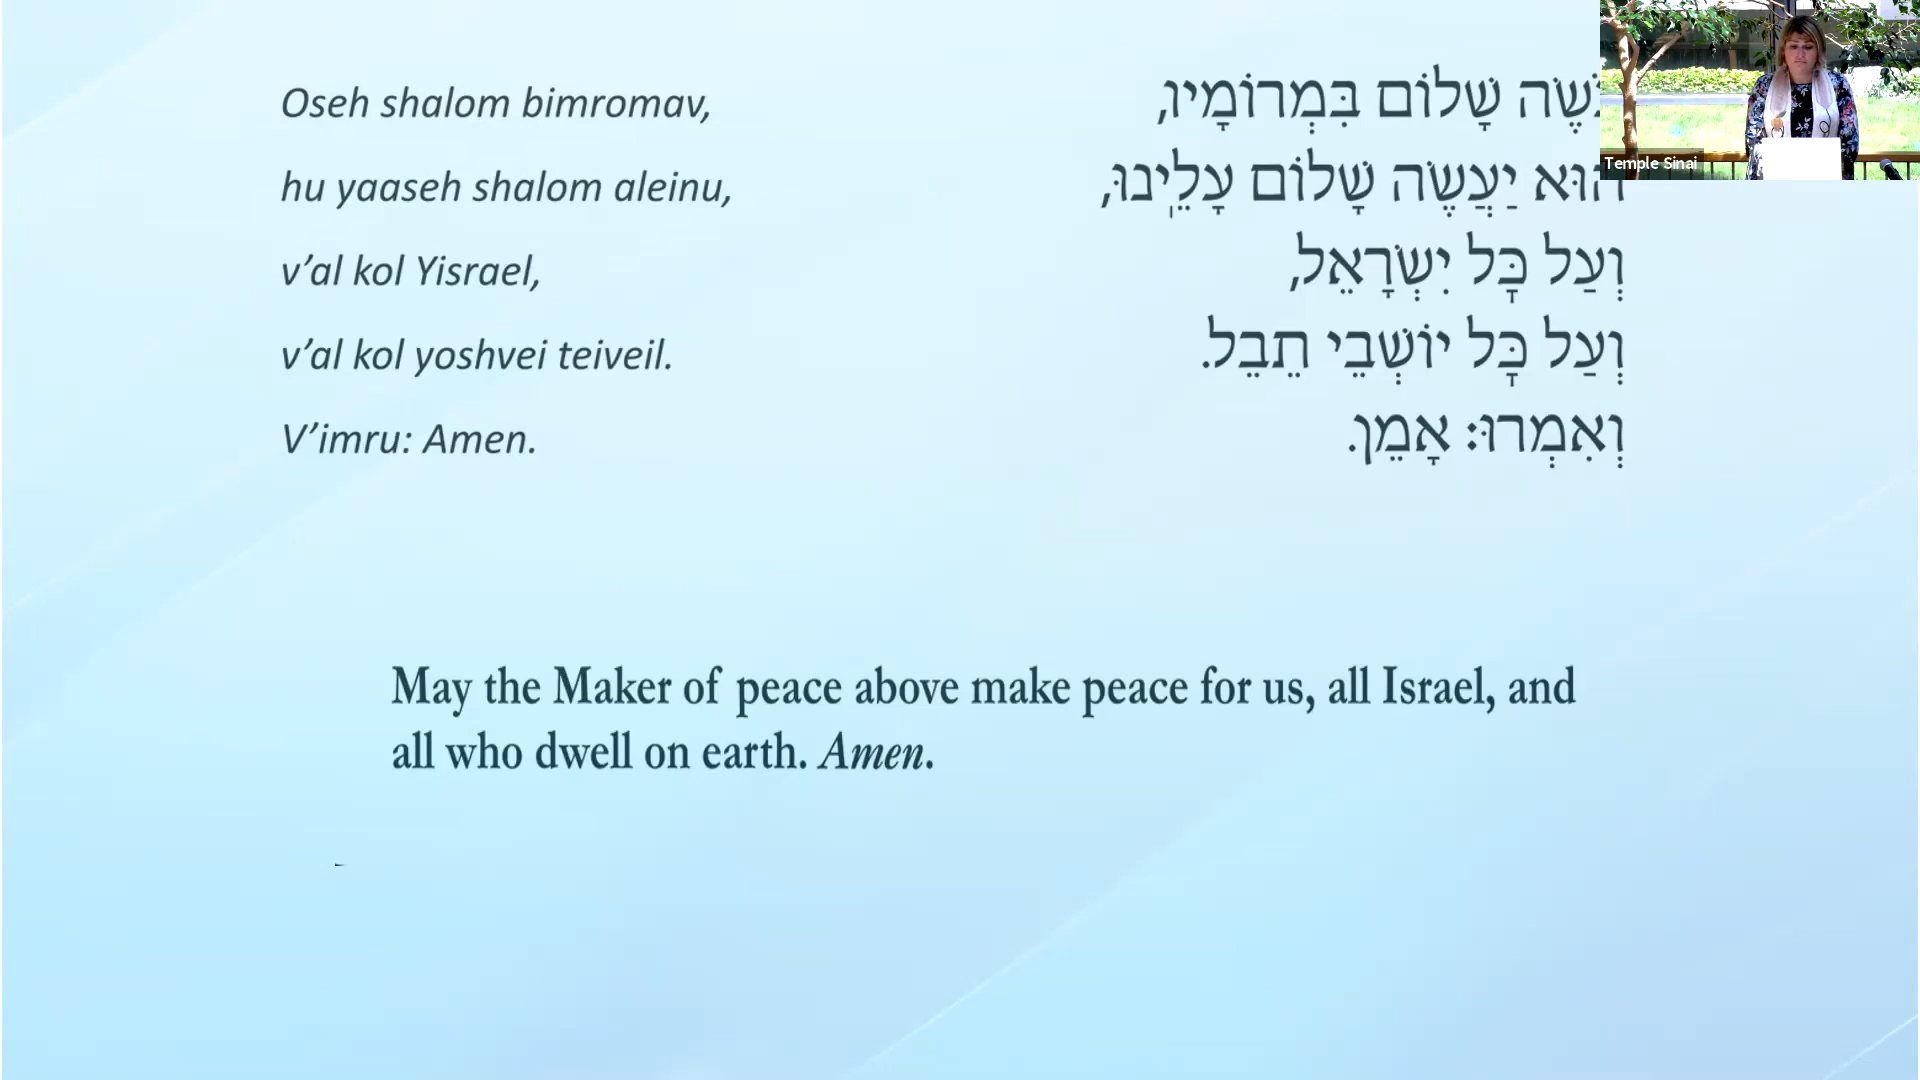 Oseh shalom bimromav,
hu yaaseh shalom aleinu,
v’al kol Yisrael,
v’al kol yoshvei teiveil.
V’imru: Amen.
שָׁלוֹם בִּמְרוֹמָיו,
הוּא יַעֲשֶׂה שָׁלוֹם עָלֵֽינוּ,
וְעַל כׇּל יִשְׂרָאֵל,
וְעַל כׇּל יוֹשְׁבֵי תֵבֵל.
וְאִמְרוּ: אָמֵן.
Temple Sinai
May the Maker of peace above make peace for us, all Israel, and
all who dwell on earth. Amen.